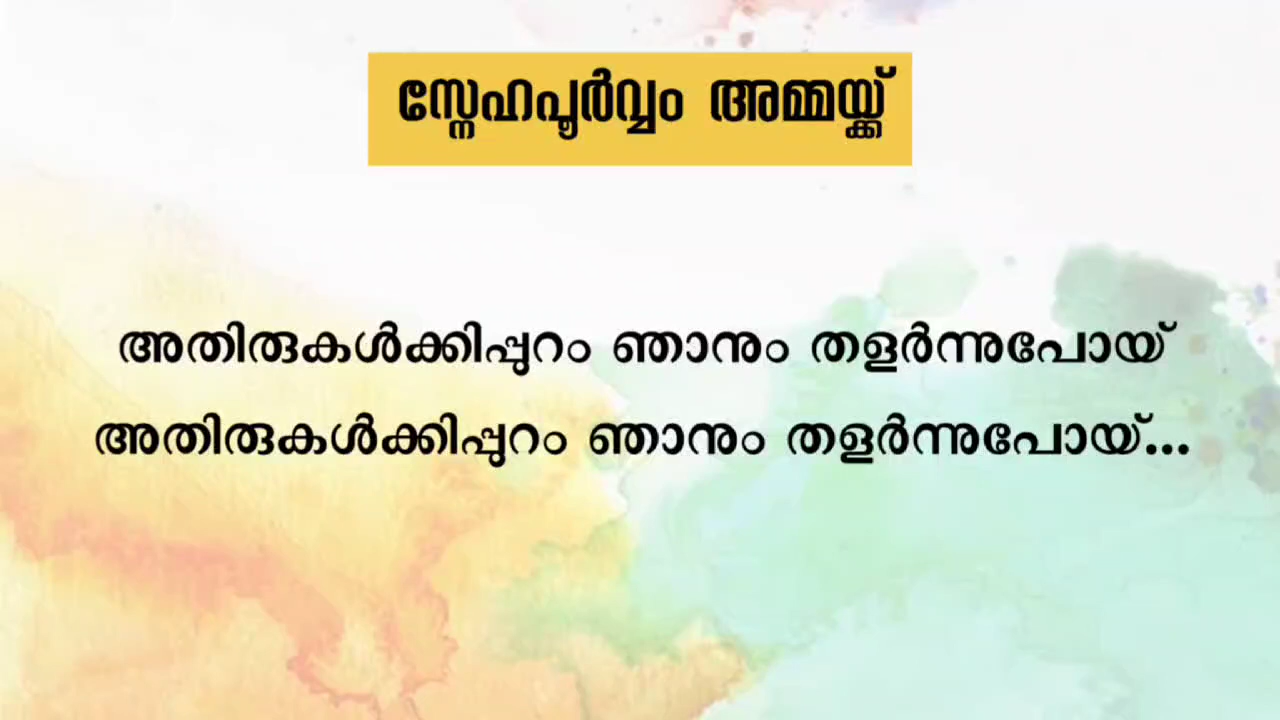 സ്നേഹപൂർവ്വം അമ്മയ്ക്ക്
അതിരുകൾക്കിപ്പുറം ഞാനും തളർന്നുപോയ്
അതിരുകൾക്കിപ്പുറം ഞാനും തളർന്നുപോയ്...